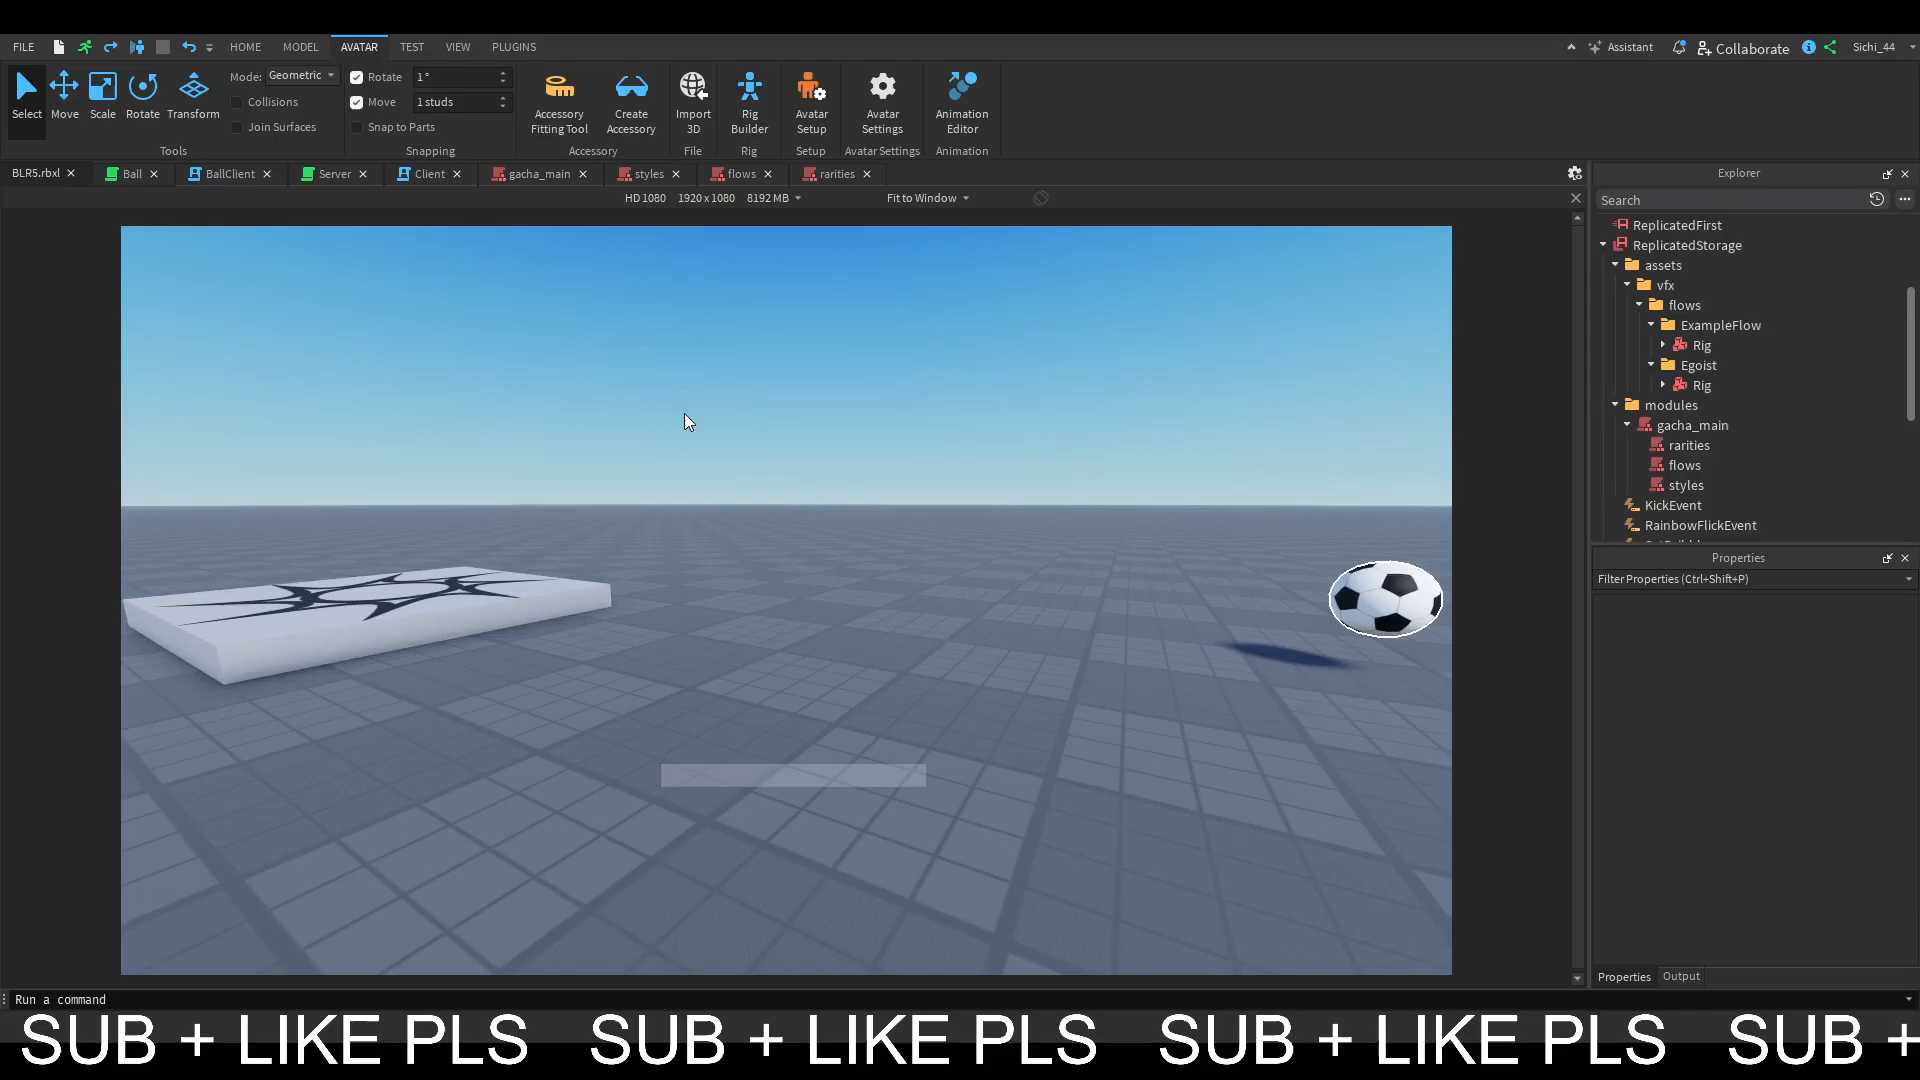 FILE HOME MODEL AVATAR TEST VIEW PLUGINS Assistant Collaborate Sichi_44
Select Move Scale Rotate Transform
Mode: Geometric
Collisions
Join Surfaces
Tools
Rotate 1°
Move 1 studs
Snap to Parts
Snapping
Accessory Fitting Tool
Create Accessory
Accessory
Import 3D
File
Rig Builder
Rig
Avatar Setup
Setup
Avatar Settings
Avatar Settings
Animation Editor
Animation
BLR5.rbxl Ball BallClient Server Client gacha_main styles flows rarities
HD 1080 1920 x 1080 8192 MB Fit to Window
Explorer
Search
ReplicatedFirst
ReplicatedStorage
assets
vfx
flows
ExampleFlow
Rig
Egoist
Rig
modules
gacha_main
rarities
flows
styles
KickEvent
RainbowFlickEvent
Properties
Filter Properties (Ctrl+Shift+P)
Properties Output
Run a command
SUB + LIKE PLS SUB + LIKE PLS SUB + LIKE PLS SUB +